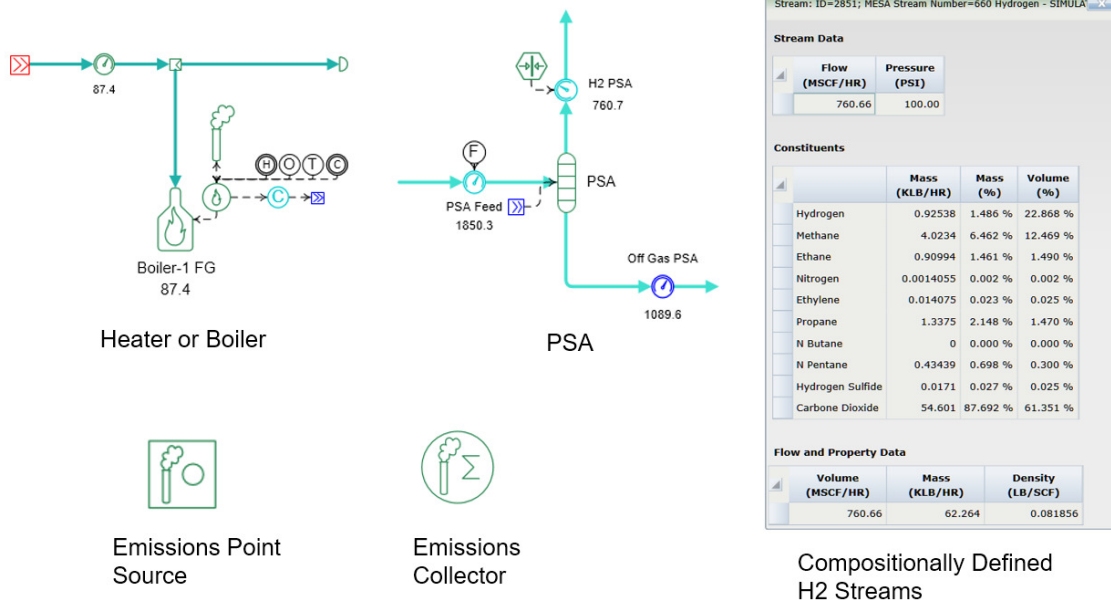 87.4
H O T C
C
Boiler-1 FG
87.4
Heater or Boiler
H2 PSA
760.7
F
PSA
PSA Feed
1850.3
Off Gas PSA
1089.6
PSA
Σ
Emissions Point
Source
Emissions
Collector
Stream: ID=2851; MESA Stream Number=660 Hydrogen - SIMULA
Stream Data
Flow Pressure
(MSCF/HR) (PSI)
760.66 100.00
Constituents
Mass Mass Volume
(KLB/HR) (%) (%)
Hydrogen 0.92538 1.486 % 22.868 %
Methane 4.0234 6.462 % 12.469 %
Ethane 0.90994 1.461 % 1.490 %
Nitrogen 0.0014055 0.002 % 0.002 %
Ethylene 0.014075 0.023 % 0.025 %
Propane 1.3375 2.148 % 1.470 %
N Butane 0 0.000 % 0.000 %
N Pentane 0.43439 0.698 % 0.300 %
Hydrogen Sulfide 0.0171 0.027 % 0.025 %
Carbone Dioxide 54.601 87.692 % 61.351 %
Flow and Property Data
Volume Mass Density
(MSCF/HR) (KLB/HR) (LB/SCF)
760.66 62.264 0.081856
Compositionally Defined
H2 Streams